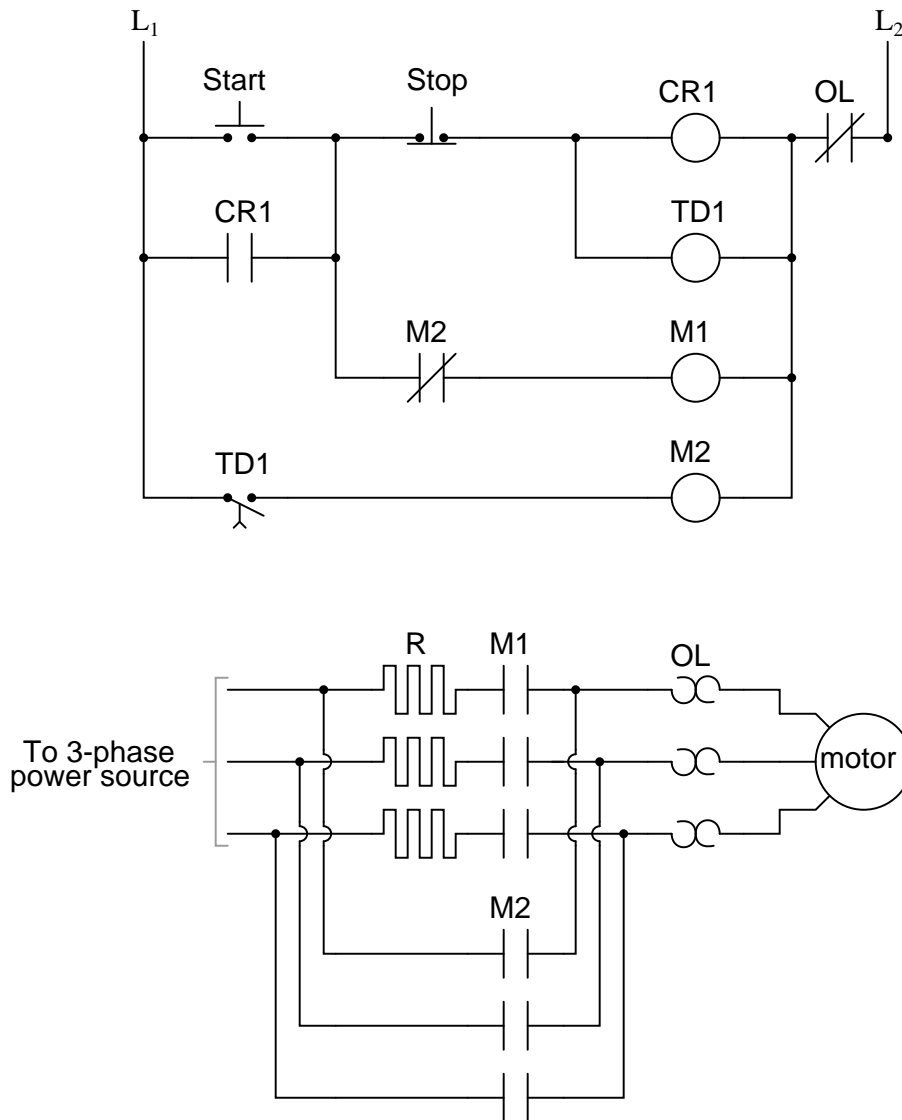 L1 L2
Start Stop CR1 OL
CR1 TD1
M2 M1
TD1 M2
R M1 OL
To 3-phase
power source
motor
M2